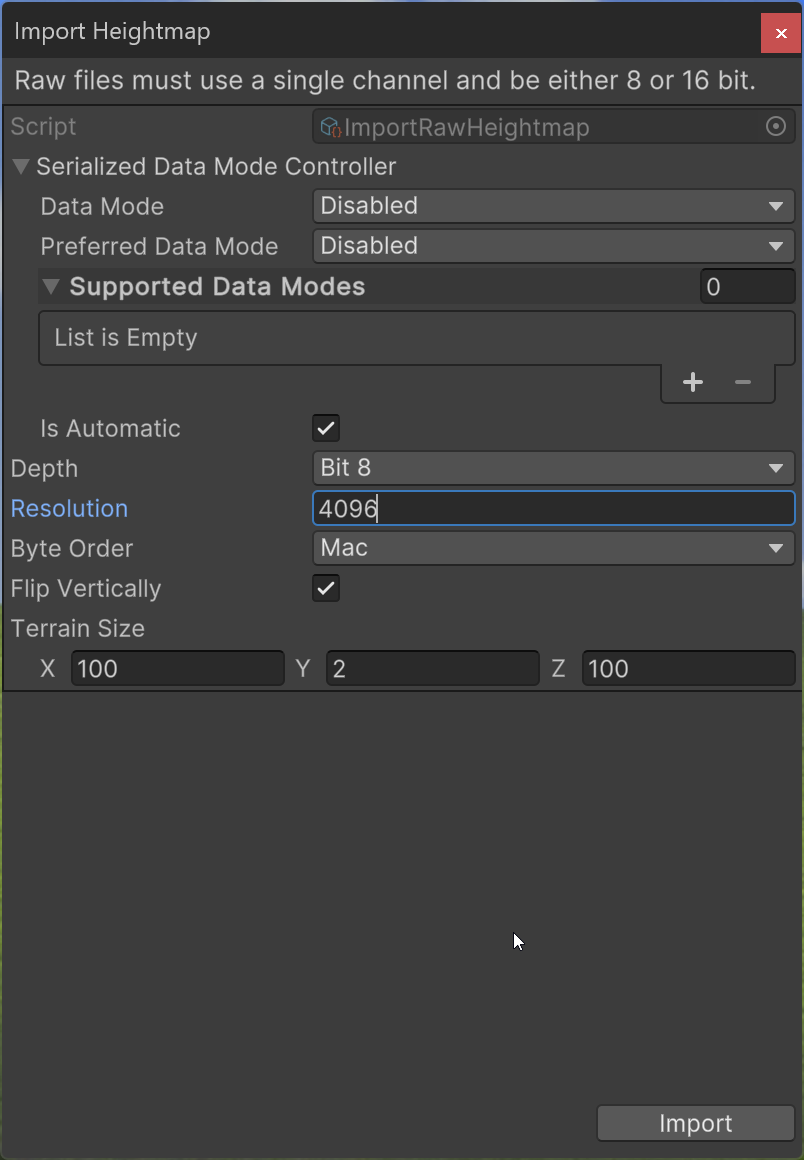 Import Heightmap
Raw files must use a single channel and be either 8 or 16 bit.
Script ImportRawHeightmap
Serialized Data Mode Controller
Data Mode Disabled
Preferred Data Mode Disabled
Supported Data Modes 0
List is Empty
Is Automatic
Depth Bit 8
Resolution 4096
Byte Order Mac
Flip Vertically
Terrain Size
X 100 Y 2 Z 100
Import